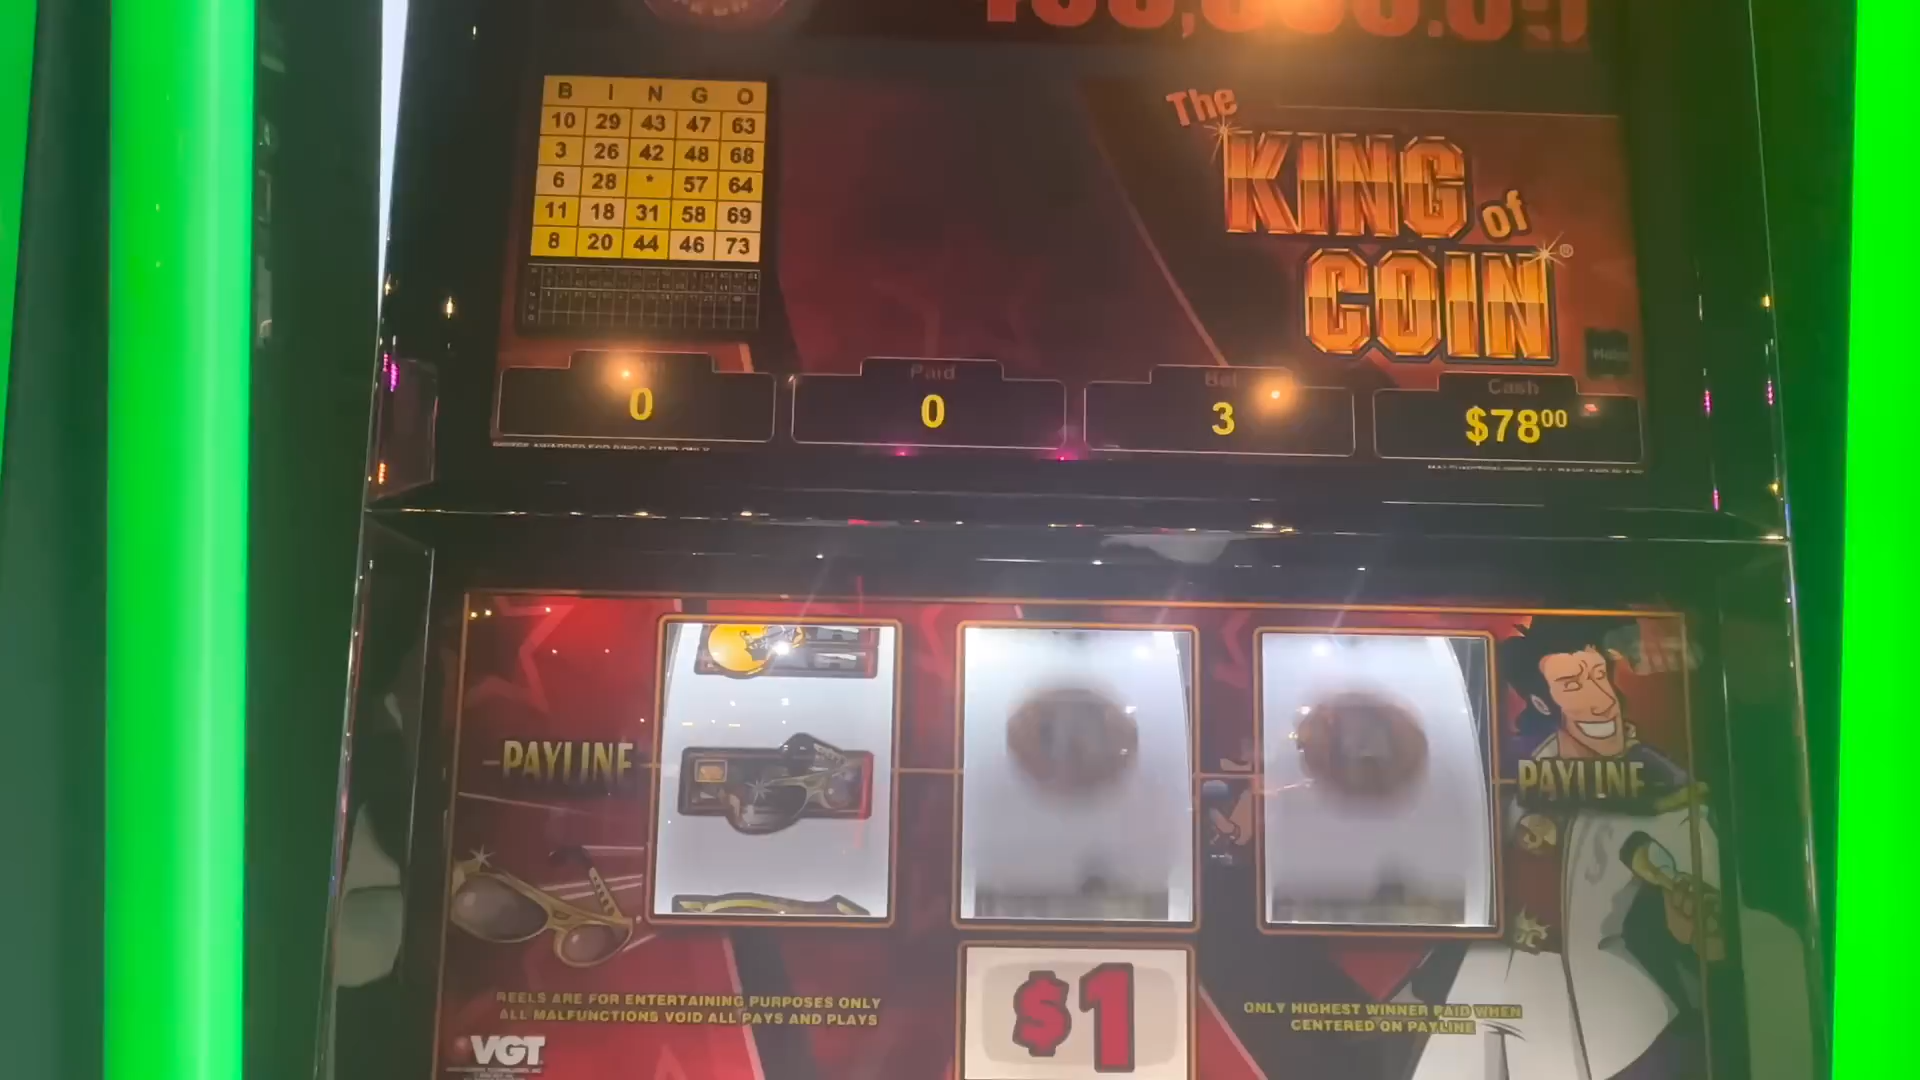 B I N G O
10 29 43 47 63
3 26 42 48 68
6 28 * 57 64
11 18 31 58 69
8 20 44 46 73
The
KING of
COIN®
Paid
Bet
Cash
0
0
3
$78⁰⁰
PAYLINE
PAYLINE
$1
REELS ARE FOR ENTERTAINING PURPOSES ONLY
ALL MALFUNCTIONS VOID ALL PAYS AND PLAYS
ONLY HIGHEST WINNER PAID WHEN
CENTERED ON PAYLINE
VGT